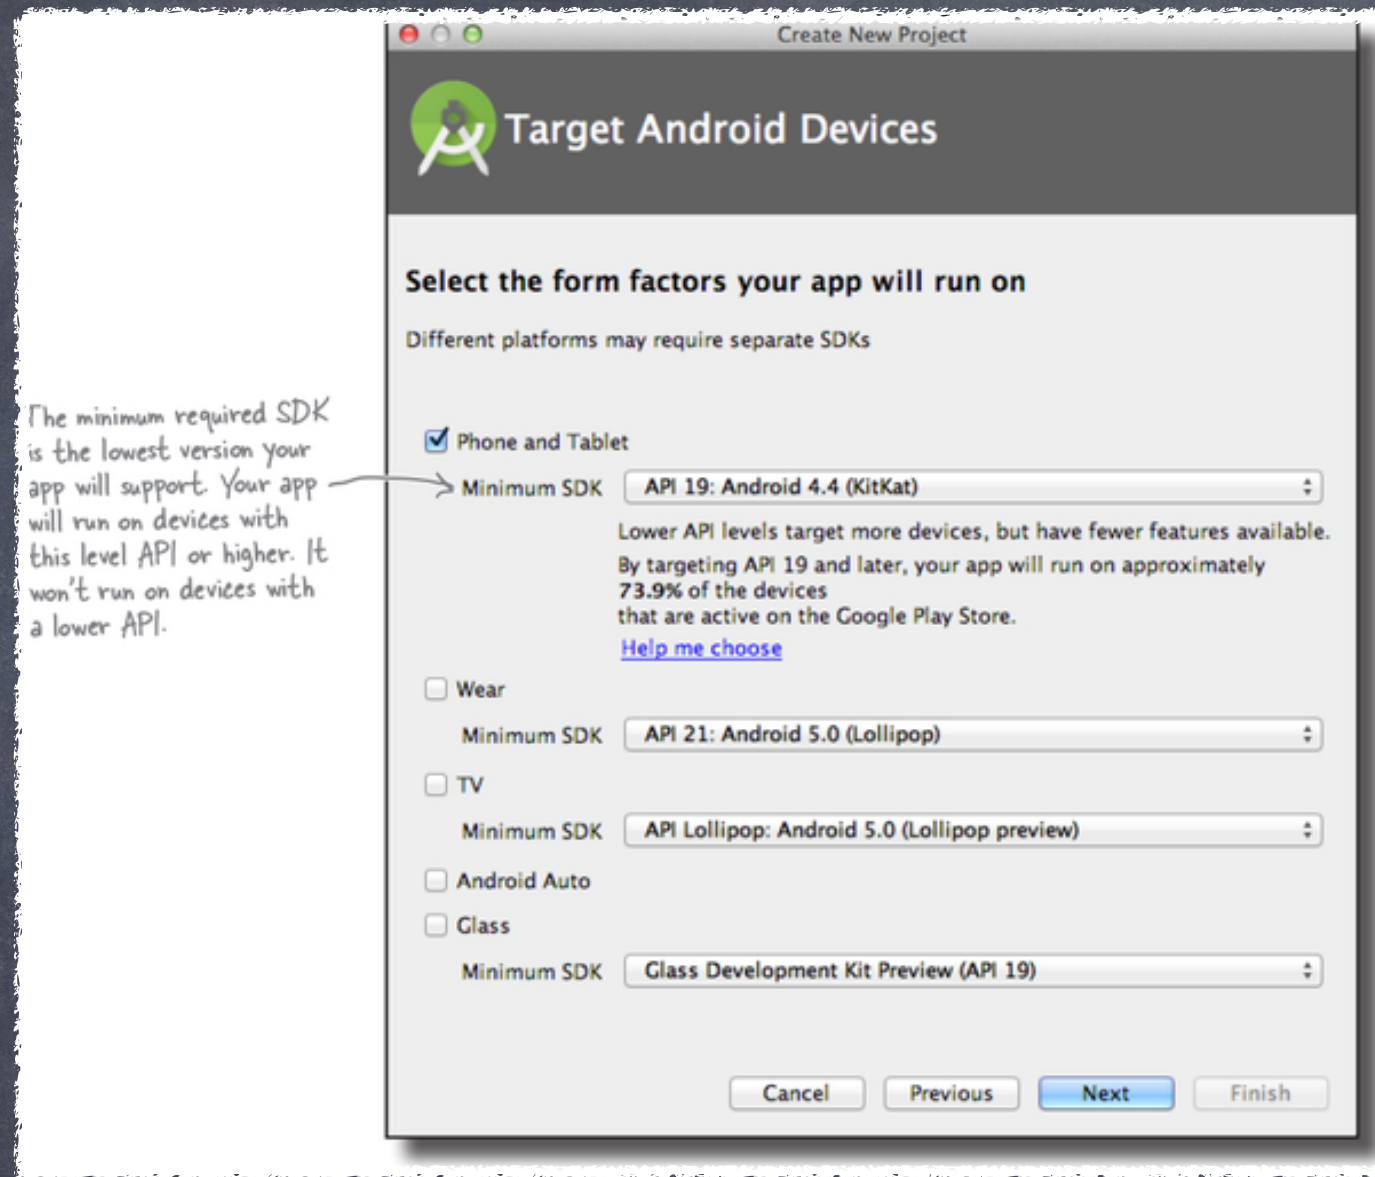 Create New Project
Target Android Devices
Select the form factors your app will run on
Different platforms may require separate SDKs
The minimum required SDK
is the lowest version your
app will support. Your app
will run on devices with
this level API or higher. It
won't run on devices with
a lower API.
Phone and Tablet
Minimum SDK API 19: Android 4.4 (KitKat)
Lower API levels target more devices, but have fewer features available.
By targeting API 19 and later, your app will run on approximately
73.9% of the devices
that are active on the Google Play Store.
Help me choose
Wear
Minimum SDK API 21: Android 5.0 (Lollipop)
TV
Minimum SDK API Lollipop: Android 5.0 (Lollipop preview)
Android Auto
Glass
Minimum SDK Glass Development Kit Preview (API 19)
Cancel Previous Next Finish